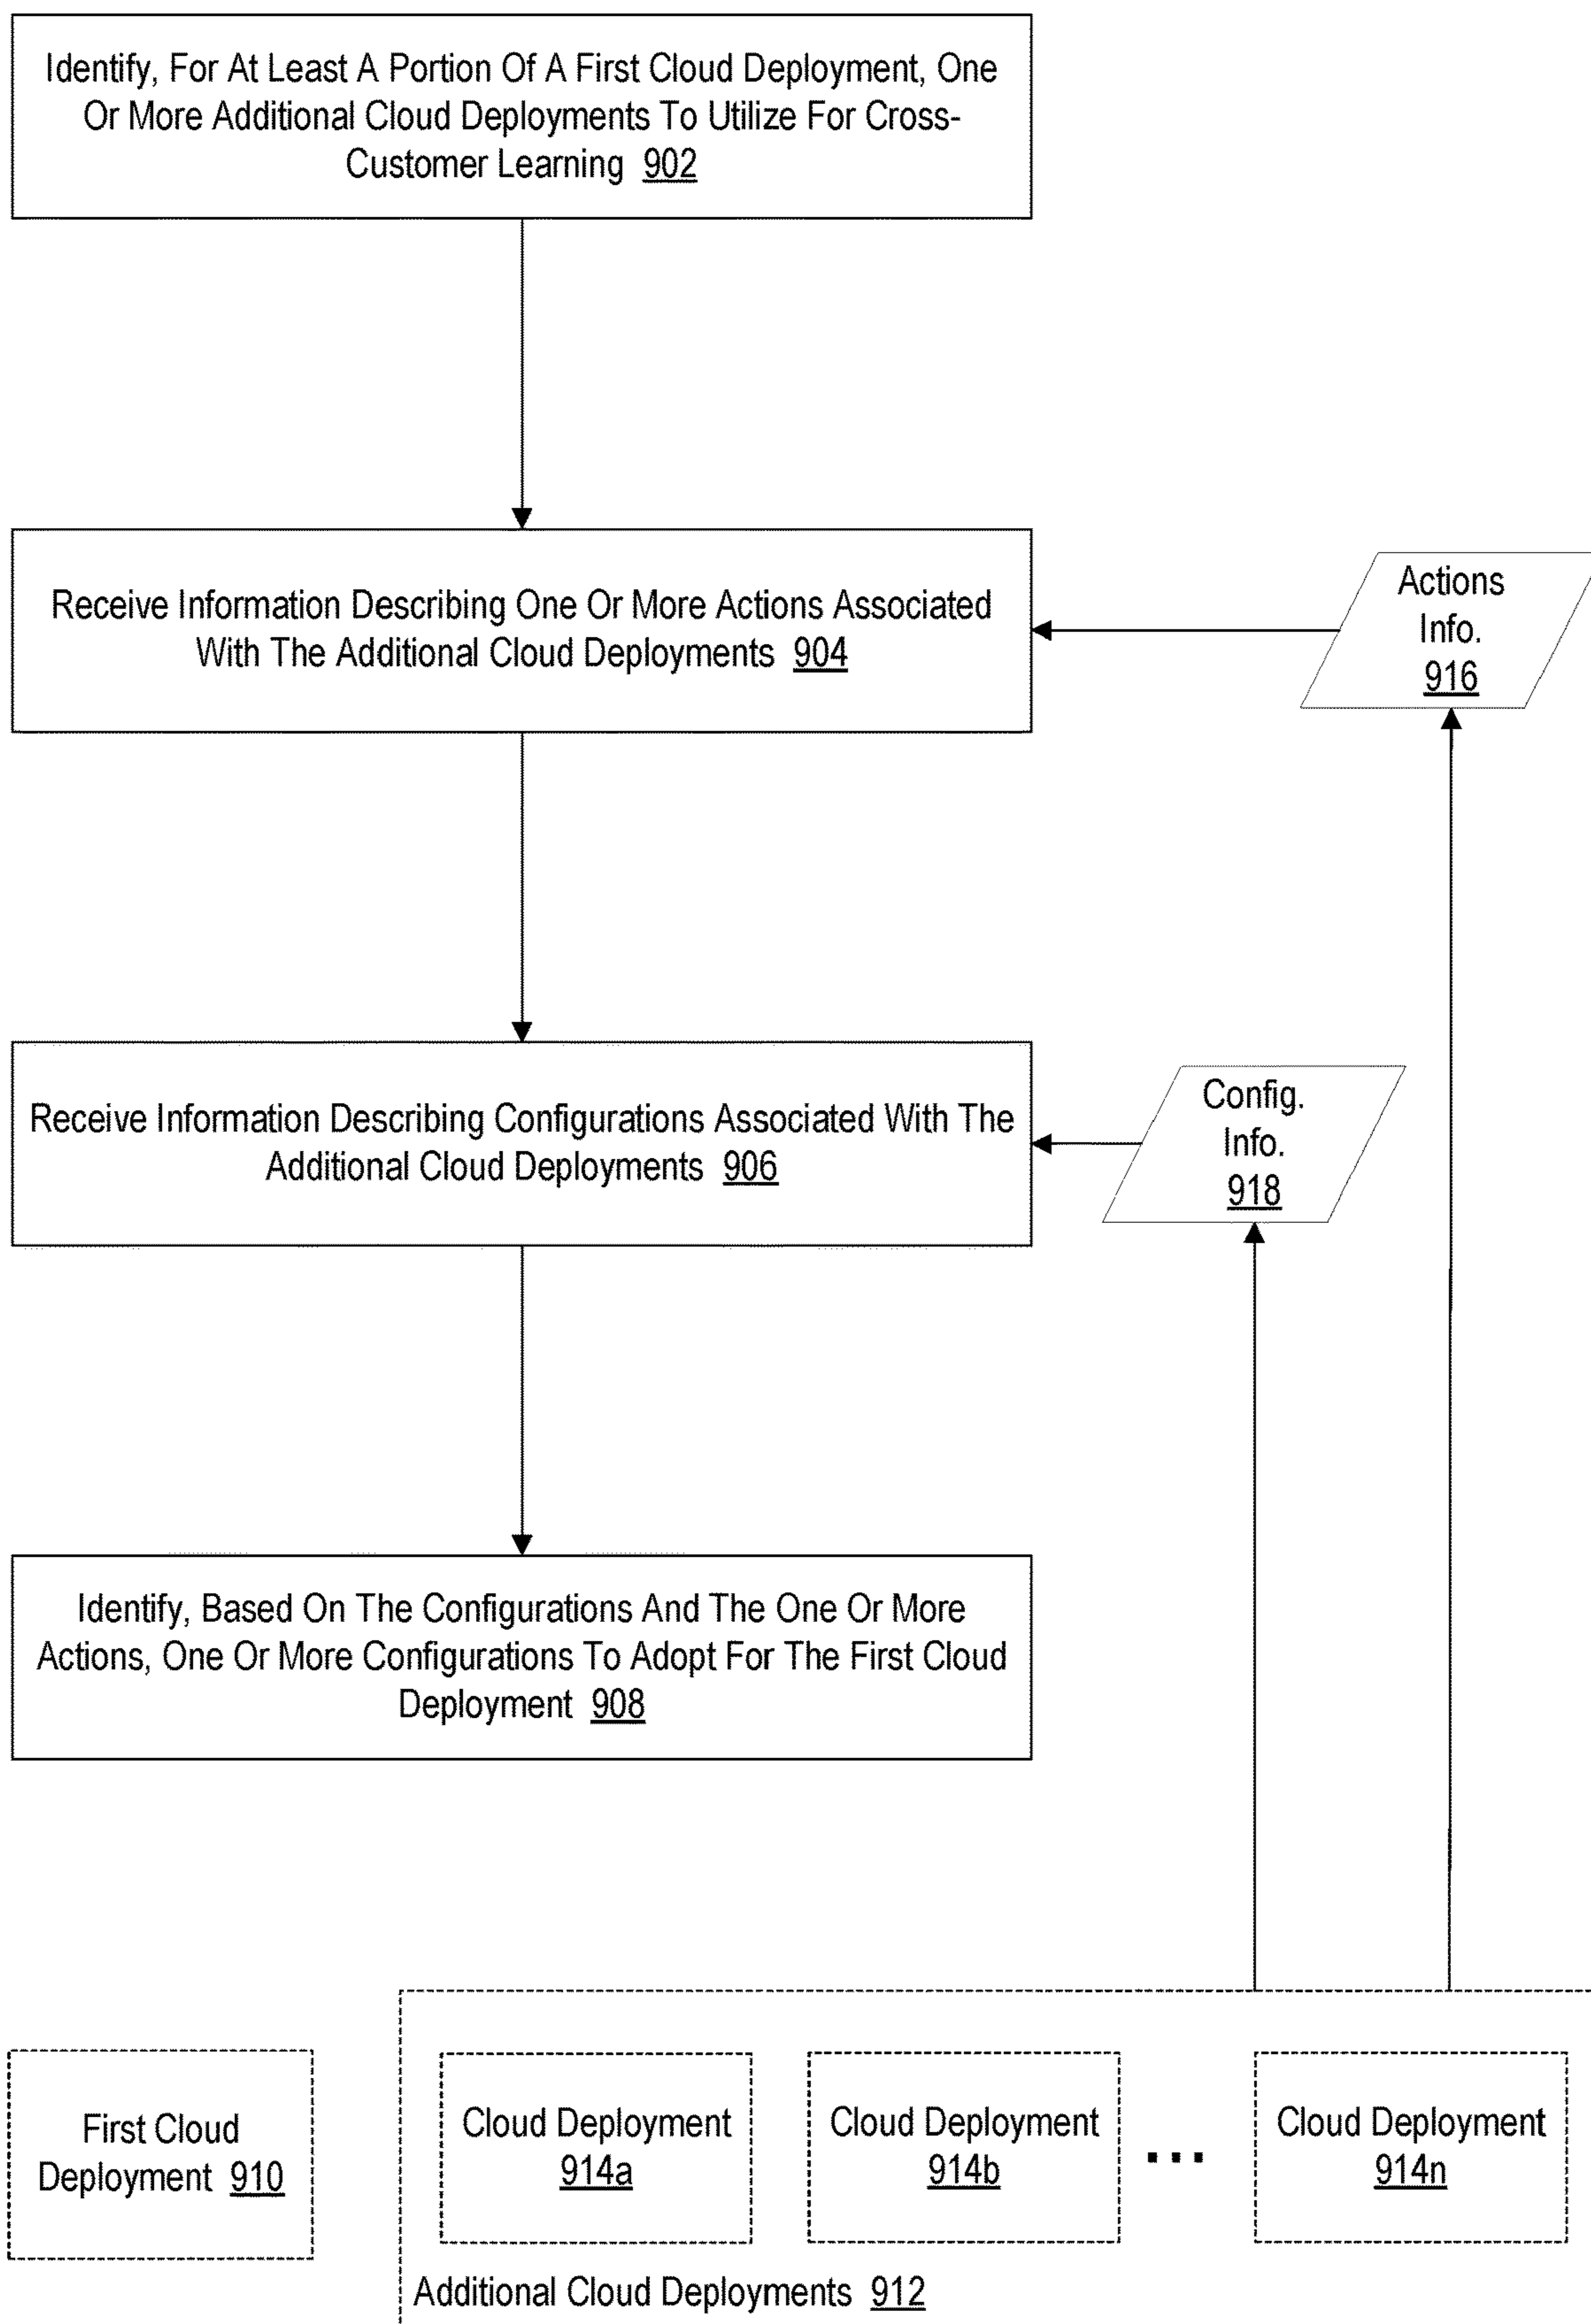 Identify, For At Least A Portion Of A First Cloud Deployment, One
Or More Additional Cloud Deployments To Utilize For Cross-
Customer Learning 902
Receive Information Describing One Or More Actions Associated
With The Additional Cloud Deployments 904
Actions
Info.
916
Receive Information Describing Configurations Associated With The
Additional Cloud Deployments 906
Config.
Info.
918
Identify, Based On The Configurations And The One Or More
Actions, One Or More Configurations To Adopt For The First Cloud
Deployment 908
First Cloud
Deployment 910
Cloud Deployment
914a
Cloud Deployment
914b
...
Cloud Deployment
914n
Additional Cloud Deployments 912